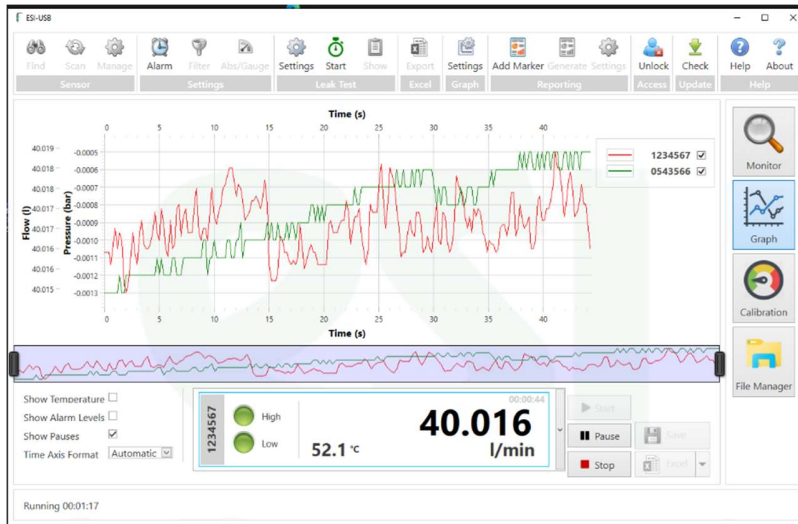 ESI-USB
Find Scan Manage Alarm Filter Abs/Gauge Settings Start Show Export Settings Add Marker Generate Settings Unlock Check Help About
Sensor Settings Leak Test Excel Graph Reporting Access Update Help
Time (s)
0 5 10 15 20 25 30 35 40
40.019 -0.0005
40.018 -0.0006
40.018 -0.0007
40.017 -0.0008
40.017 -0.0009
40.016 -0.0010
40.016 -0.0011
40.015 -0.0012
-0.0013
Flow (l)
Pressure (bar)
0 5 10 15 20 25 30 35 40
Time (s)
1234567
0543566
Monitor
Graph
Calibration
File Manager
Show Temperature
Show Alarm Levels
Show Pauses
Time Axis Format Automatic
1234567
High
Low
52.1 °C
00:00:44
40.016
l/min
Start
Pause
Stop
Save
Excel
Running 00:01:17